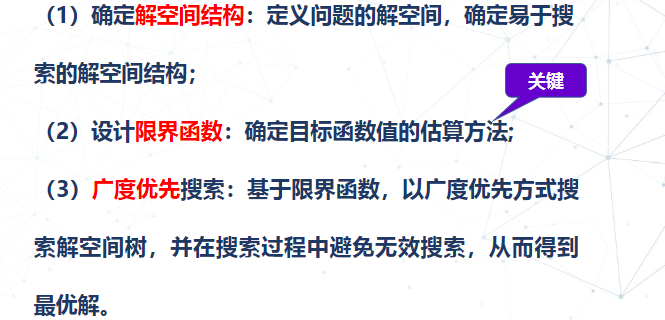 （1）确定解空间结构：定义问题的解空间，确定易于搜
索的解空间结构；
关键
（2）设计限界函数：确定目标函数值的估算方法;
（3）广度优先搜索：基于限界函数，以广度优先方式搜
索解空间树，并在搜索过程中避免无效搜索，从而得到
最优解。